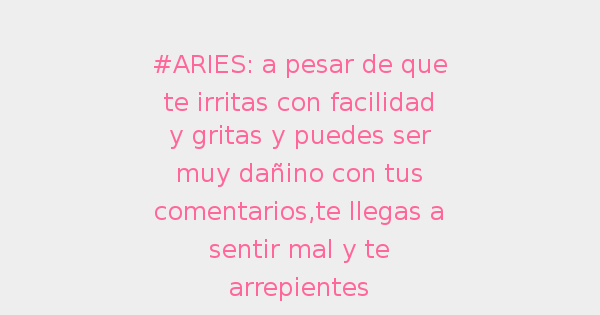 #ARIES: a pesar de que
te irritas con facilidad
y gritas y puedes ser
muy dañino con tus
comentarios,te llegas a
sentir mal y te
arrepientes